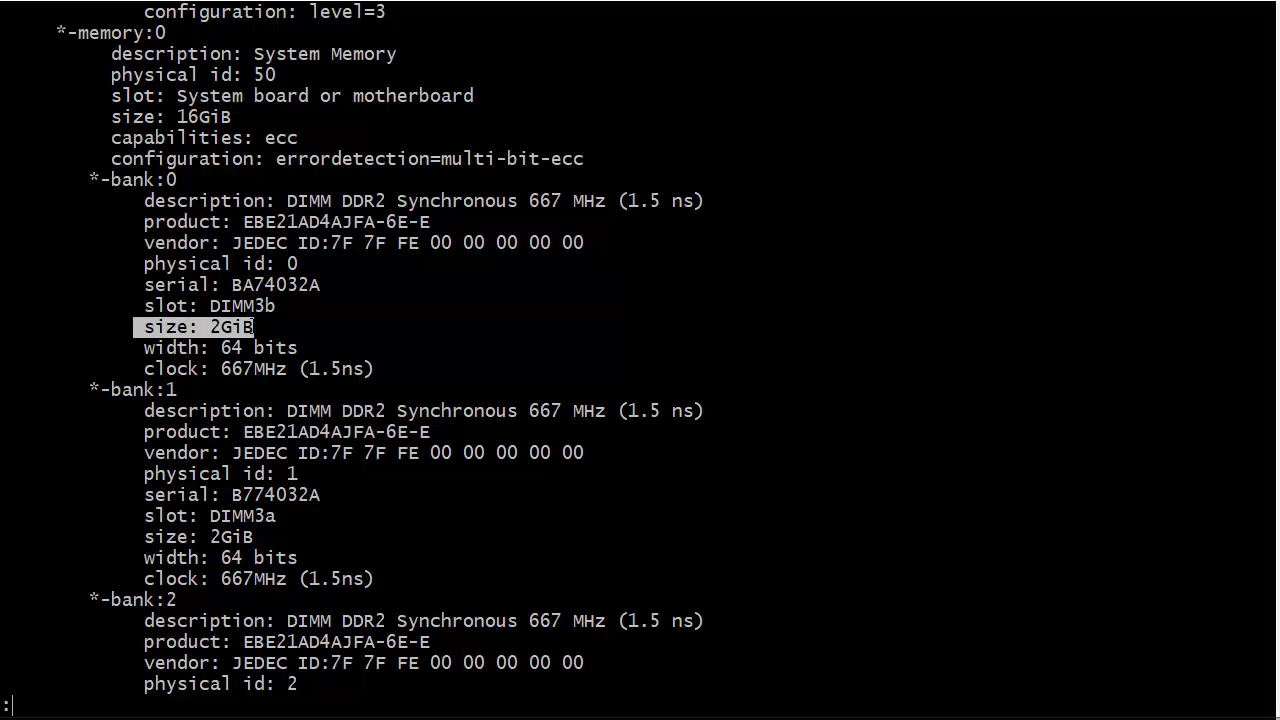 configuration: level=3
*-memory:0
description: System Memory
physical id: 50
slot: System board or motherboard
size: 16GiB
capabilities: ecc
configuration: errordetection=multi-bit-ecc
*-bank:0
description: DIMM DDR2 Synchronous 667 MHz (1.5 ns)
product: EBE21AD4AJFA-6E-E
vendor: JEDEC ID:7F 7F FE 00 00 00 00 00
physical id: 0
serial: BA74032A
slot: DIMM3b
size: 2GiB
width: 64 bits
clock: 667MHz (1.5ns)
*-bank:1
description: DIMM DDR2 Synchronous 667 MHz (1.5 ns)
product: EBE21AD4AJFA-6E-E
vendor: JEDEC ID:7F 7F FE 00 00 00 00 00
physical id: 1
serial: B774032A
slot: DIMM3a
size: 2GiB
width: 64 bits
clock: 667MHz (1.5ns)
*-bank:2
description: DIMM DDR2 Synchronous 667 MHz (1.5 ns)
product: EBE21AD4AJFA-6E-E
vendor: JEDEC ID:7F 7F FE 00 00 00 00 00
physical id: 2
: